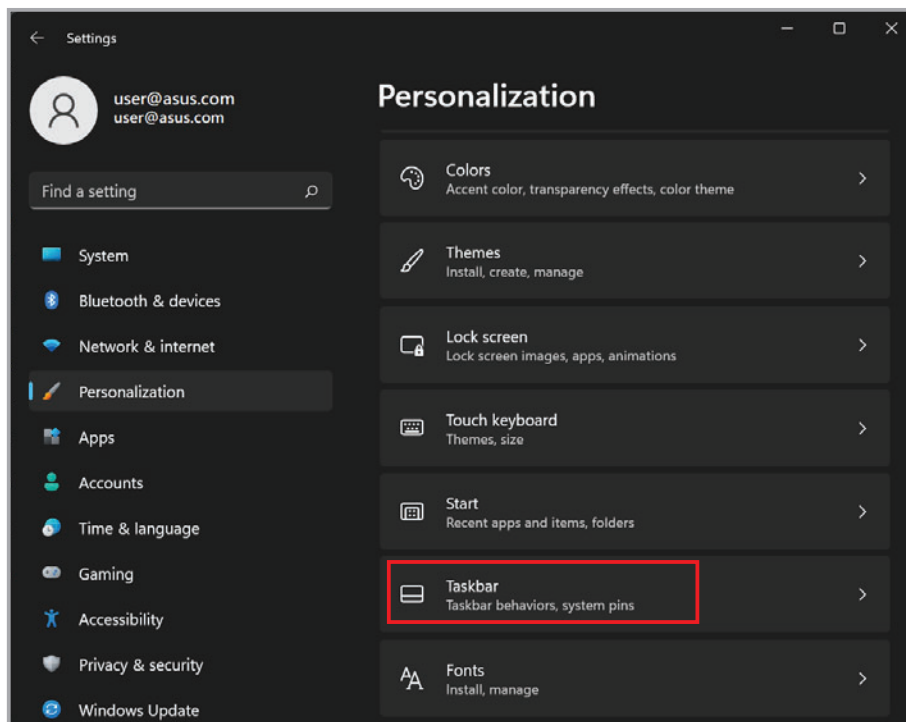 Settings
user@asus.com
user@asus.com
Find a setting
System
Bluetooth & devices
Network & internet
Personalization
Apps
Accounts
Time & language
Gaming
Accessibility
Privacy & security
Windows Update
Personalization
Colors
Accent color, transparency effects, color theme
Themes
Install, create, manage
Lock screen
Lock screen images, apps, animations
Touch keyboard
Themes, size
Start
Recent apps and items, folders
Taskbar
Taskbar behaviors, system pins
Fonts
Install, manage